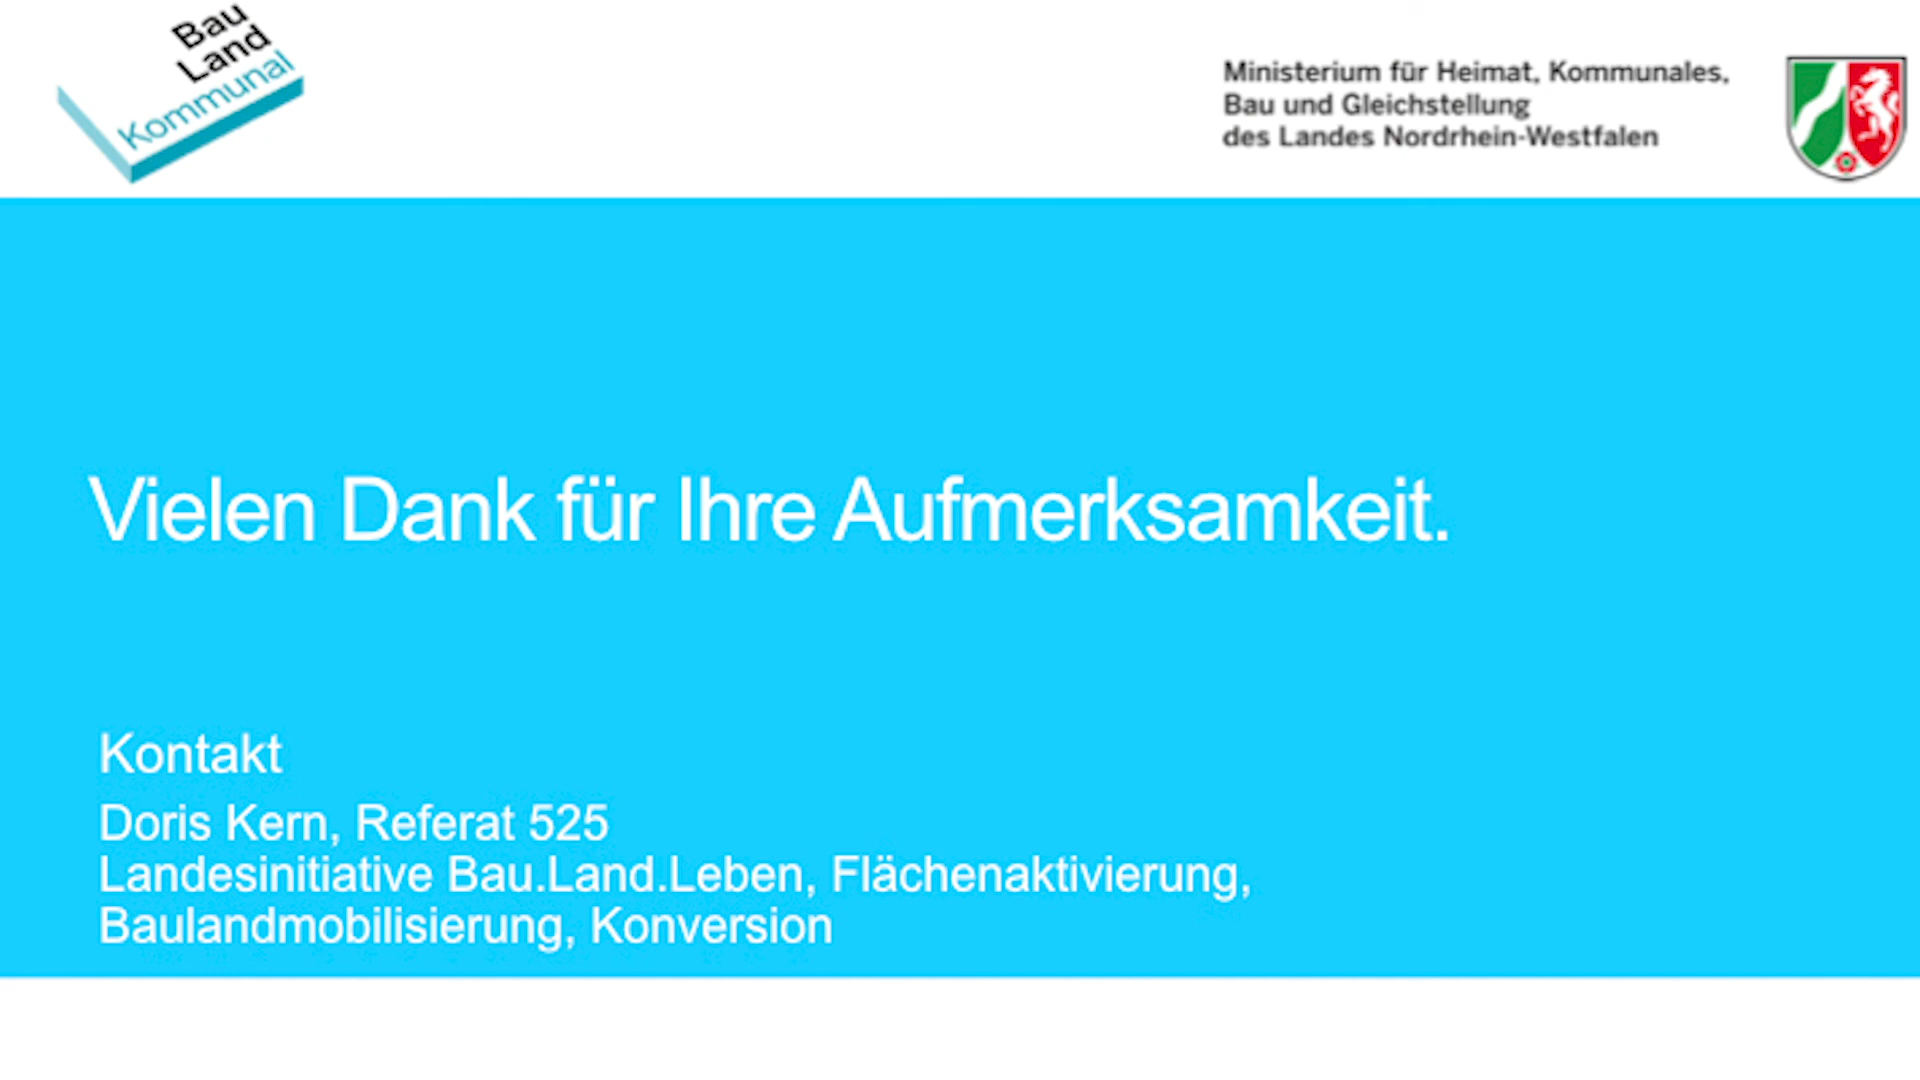 Bau
Land
Kommunal
Ministerium für Heimat, Kommunales,
Bau und Gleichstellung
des Landes Nordrhein-Westfalen
Vielen Dank für Ihre Aufmerksamkeit.
Kontakt
Doris Kern, Referat 525
Landesinitiative Bau.Land.Leben, Flächenaktivierung,
Baulandmobilisierung, Konversion